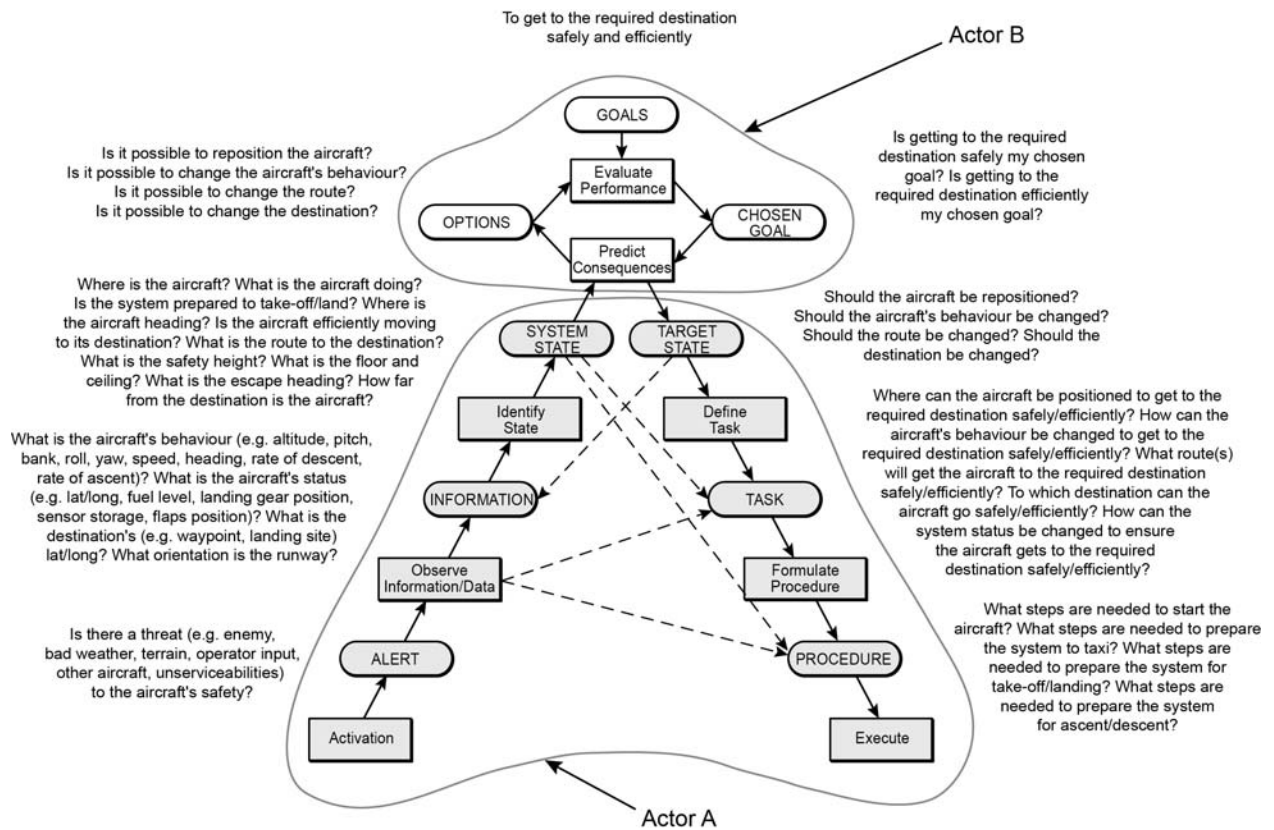 To get to the required destination
safely and efficiently
Actor B
GOALS
Is it possible to reposition the aircraft?
Is it possible to change the aircraft's behaviour?
Is it possible to change the route?
Is it possible to change the destination?
Evaluate
Performance
Is getting to the required
destination safely my chosen
goal? Is getting to the
required destination efficiently
my chosen goal?
OPTIONS
CHOSEN
GOAL
Predict
Consequences
Where is the aircraft? What is the aircraft doing?
Is the system prepared to take-off/land? Where is
the aircraft heading? Is the aircraft efficiently moving
to its destination? What is the route to the destination?
What is the safety height? What is the floor and
ceiling? What is the escape heading? How far
from the destination is the aircraft?
SYSTEM
STATE
TARGET
STATE
Should the aircraft be repositioned?
Should the aircraft's behaviour be changed?
Should the route be changed? Should the
destination be changed?
Identify
State
Define
Task
Where can the aircraft be positioned to get to the
required destination safely/efficiently? How can the
aircraft's behaviour be changed to get to the
required destination safely/efficiently? What route(s)
will get the aircraft to the required destination
safely/efficiently? To which destination can the
aircraft go safely/efficiently? How can the
system status be changed to ensure
the aircraft gets to the required
destination safely/efficiently?
What is the aircraft's behaviour (e.g. altitude, pitch,
bank, roll, yaw, speed, heading, rate of descent,
rate of ascent)? What is the aircraft's status
(e.g. lat/long, fuel level, landing gear position,
sensor storage, flaps position)? What is the
destination's (e.g. waypoint, landing site)
lat/long? What orientation is the runway?
INFORMATION
TASK
Observe
Information/Data
Formulate
Procedure
Is there a threat (e.g. enemy,
bad weather, terrain, operator input,
other aircraft, unserviceabilities)
to the aircraft's safety?
ALERT
PROCEDURE
What steps are needed to start the
aircraft? What steps are needed to prepare
the system to taxi? What steps are
needed to prepare the system for
take-off/landing? What steps are
needed to prepare the system
for ascent/descent?
Activation
Execute
Actor A